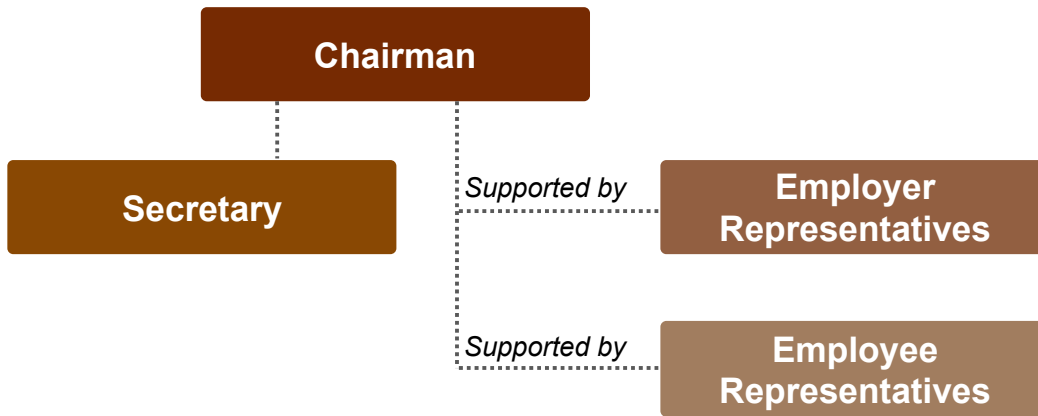 Chairman
Secretary
Supported by
Employer
Representatives
Supported by
Employee
Representatives